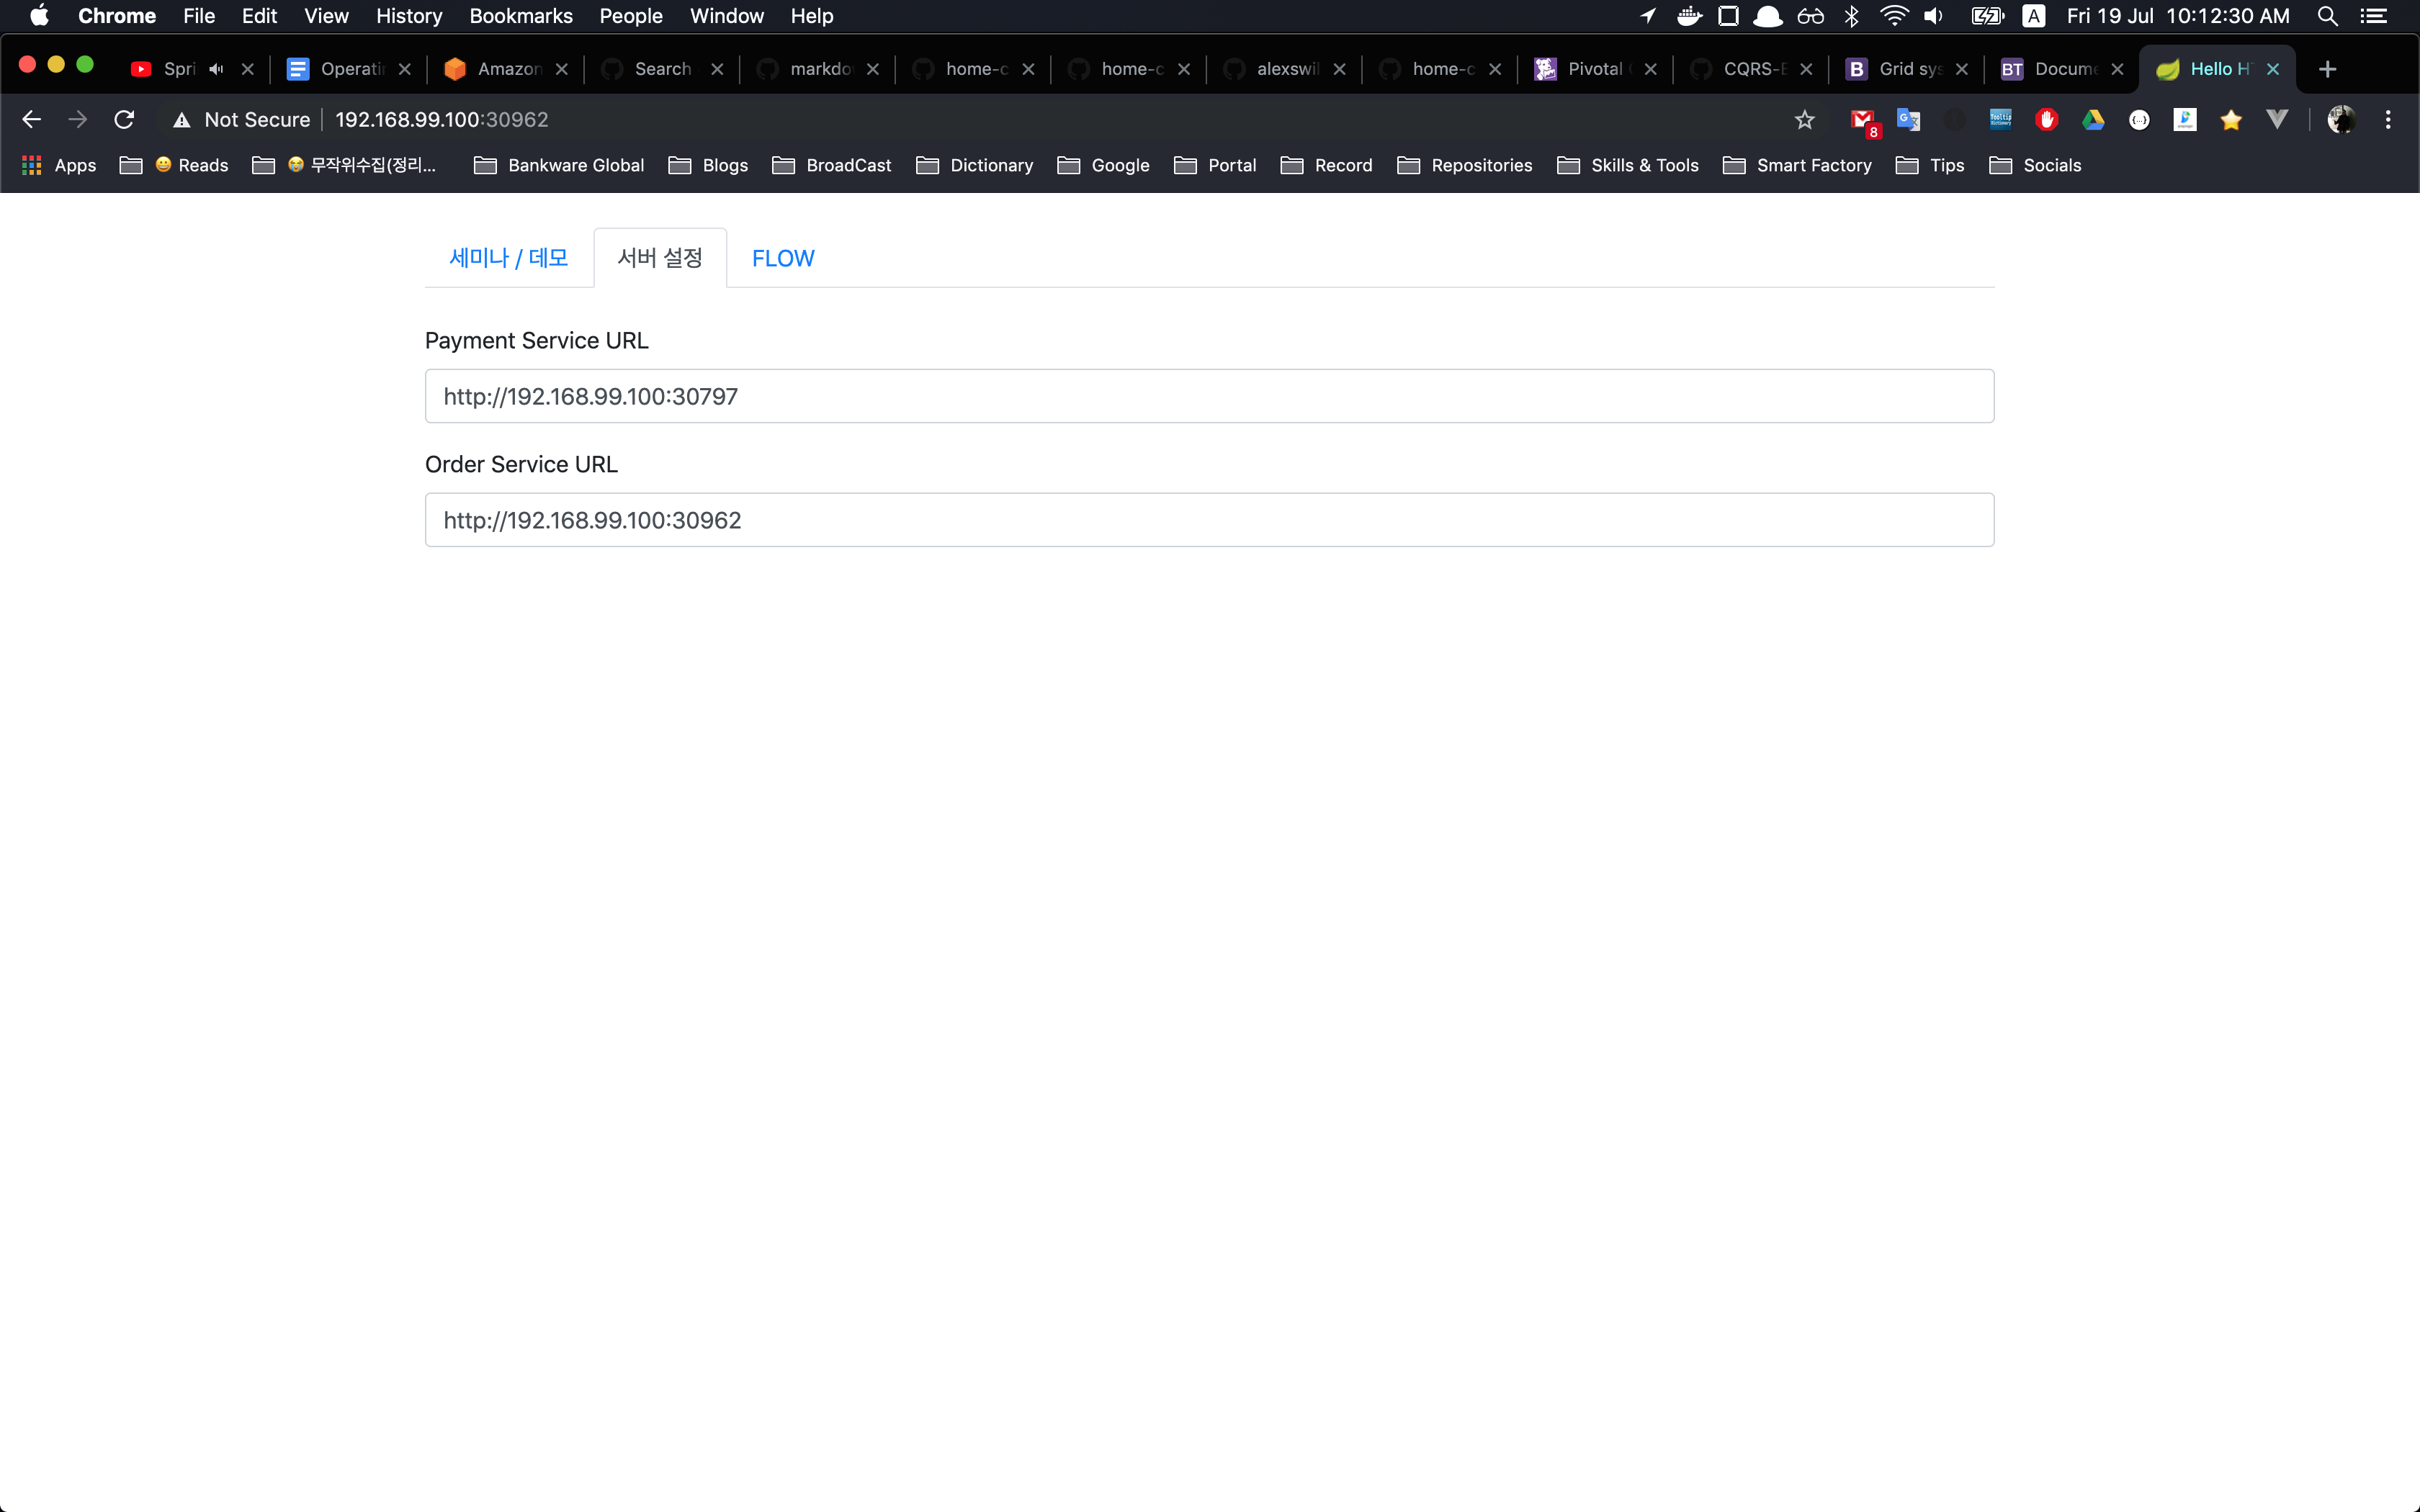 Chrome File Edit View History Bookmarks People Window Help A Fri 19 Jul 10:12:30 AM
Spri Operatin Amazon Search markdo home-c home-c alexswil home-c Pivotal CQRS-E B Grid sys BT Docume Hello H
Not Secure 192.168.99.100:30962 8
Apps Reads 무작위수집(정리... Bankware Global Blogs BroadCast Dictionary Google Portal Record Repositories Skills & Tools Smart Factory Tips Socials
세미나 / 데모 서버 설정 FLOW
Payment Service URL
http://192.168.99.100:30797
Order Service URL
http://192.168.99.100:30962